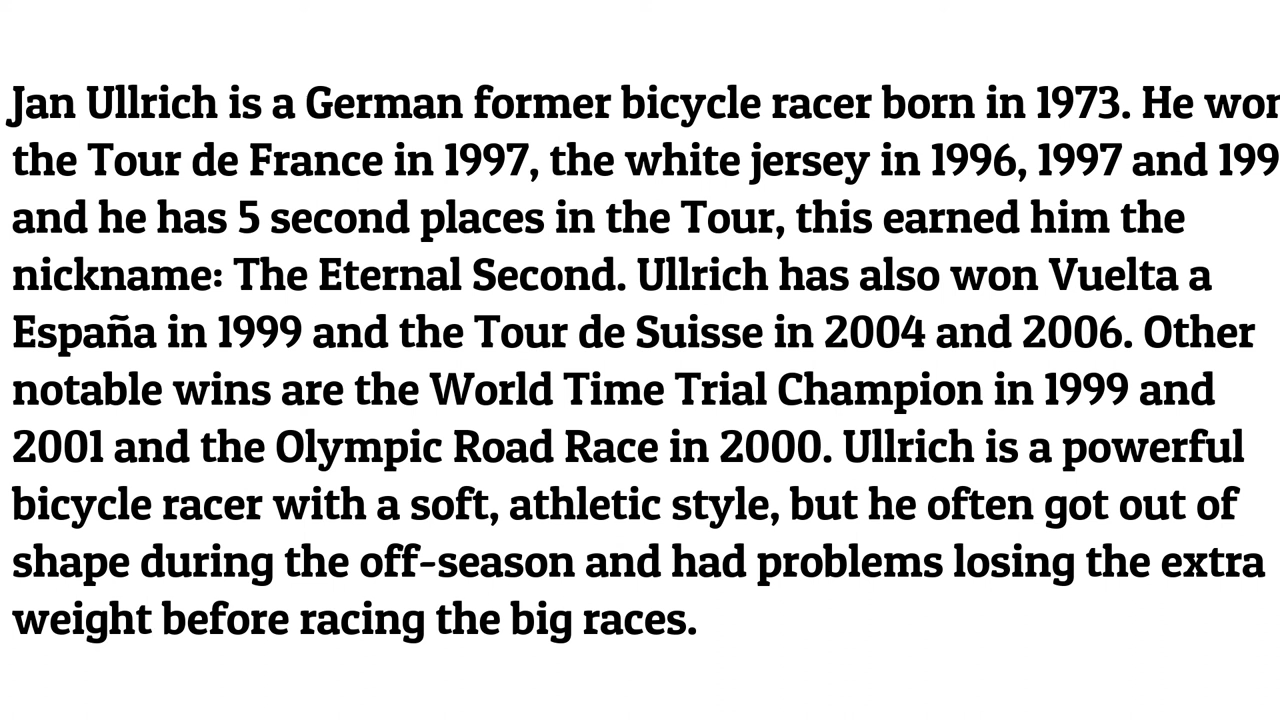 Jan Ullrich is a German former bicycle racer born in 1973. He won
the Tour de France in 1997, the white jersey in 1996, 1997 and 199
and he has 5 second places in the Tour, this earned him the
nickname: The Eternal Second. Ullrich has also won Vuelta a
España in 1999 and the Tour de Suisse in 2004 and 2006. Other
notable wins are the World Time Trial Champion in 1999 and
2001 and the Olympic Road Race in 2000. Ullrich is a powerful
bicycle racer with a soft, athletic style, but he often got out of
shape during the off-season and had problems losing the extra
weight before racing the big races.